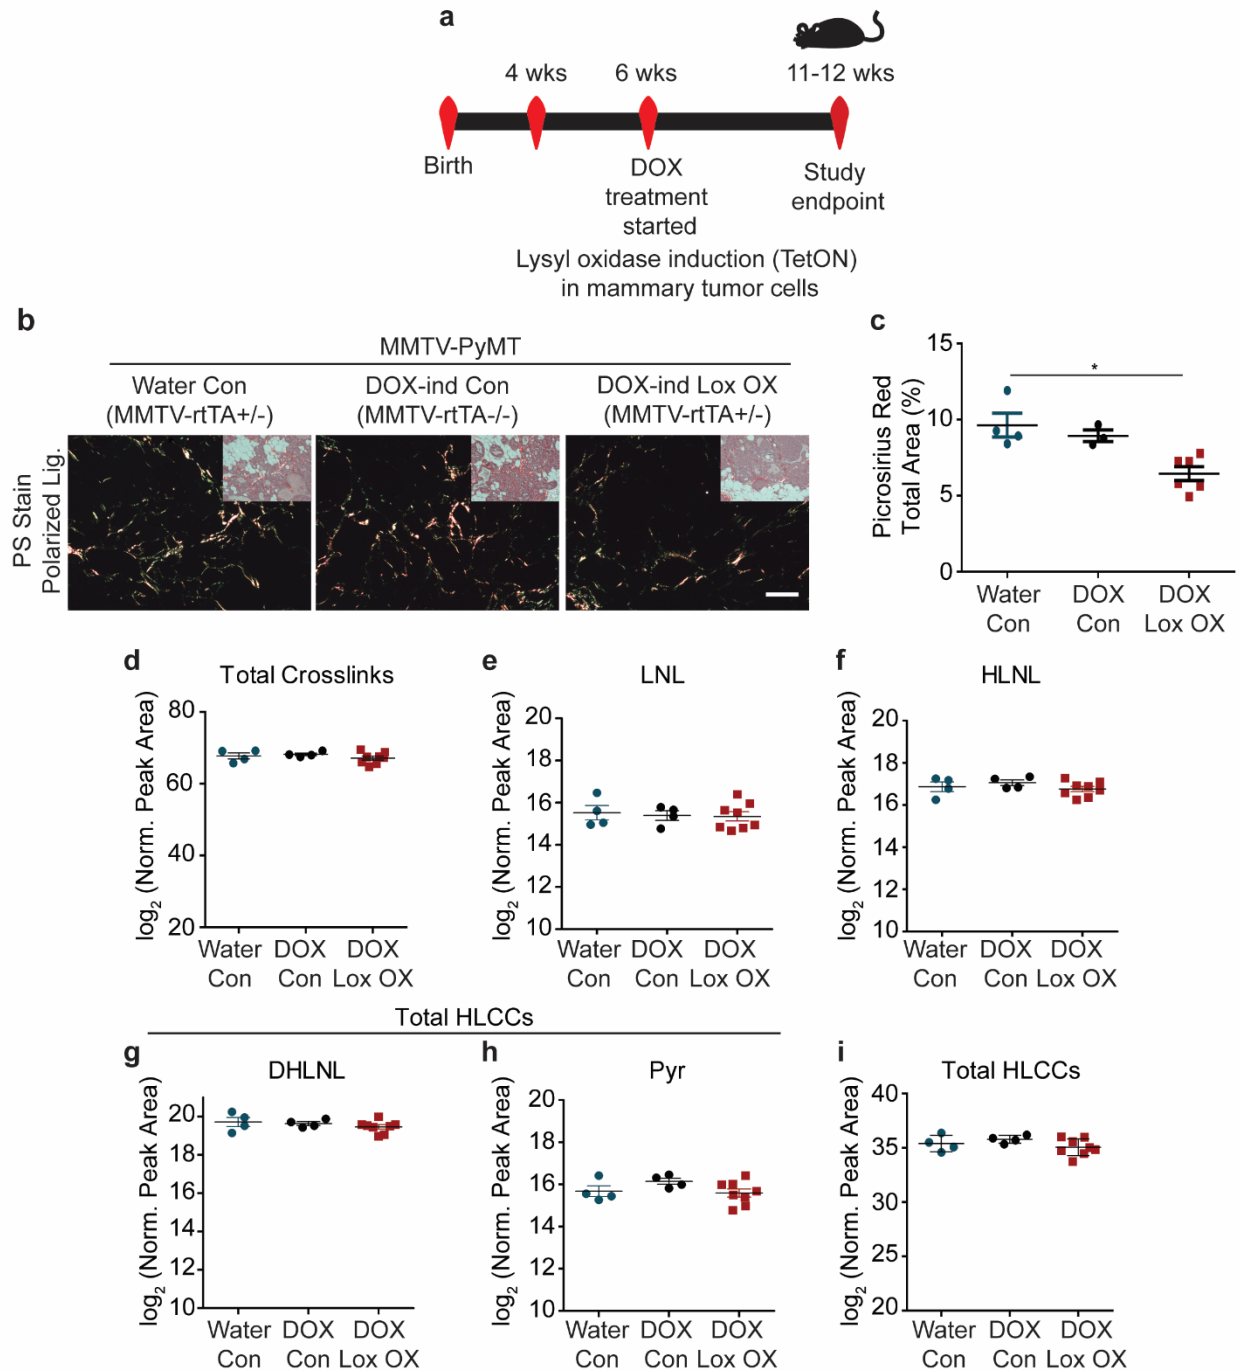 a
4 wks
6 wks
11-12 wks
Birth
DOX
treatment
started
Study
endpoint
Lysyl oxidase induction (TetON)
in mammary tumor cells
b
MMTV-PyMT
Water Con
(MMTV-rtTA+/-)
DOX-ind Con
(MMTV-rtTA-/-)
DOX-ind Lox OX
(MMTV-rtTA+/-)
PS Stain
Polarized Lig.
c
Picrosirius Red
Total Area (%)
15
10
5
0
*
Water
Con
DOX
Con
DOX
Lox OX
d
Total Crosslinks
log2 (Norm. Peak Area)
80
60
40
20
Water
Con
DOX
Con
DOX
Lox OX
e
LNL
log2 (Norm. Peak Area)
20
18
16
14
12
10
Water
Con
DOX
Con
DOX
Lox OX
f
HLNL
log2 (Norm. Peak Area)
20
18
16
14
12
10
Water
Con
DOX
Con
DOX
Lox OX
Total HLCCs
g
DHLNL
log2 (Norm. Peak Area)
20
18
16
14
12
10
Water
Con
DOX
Con
DOX
Lox OX
h
Pyr
log2 (Norm. Peak Area)
20
18
16
14
12
10
Water
Con
DOX
Con
DOX
Lox OX
i
Total HLCCs
log2 (Norm. Peak Area)
40
35
30
25
20
Water
Con
DOX
Con
DOX
Lox OX